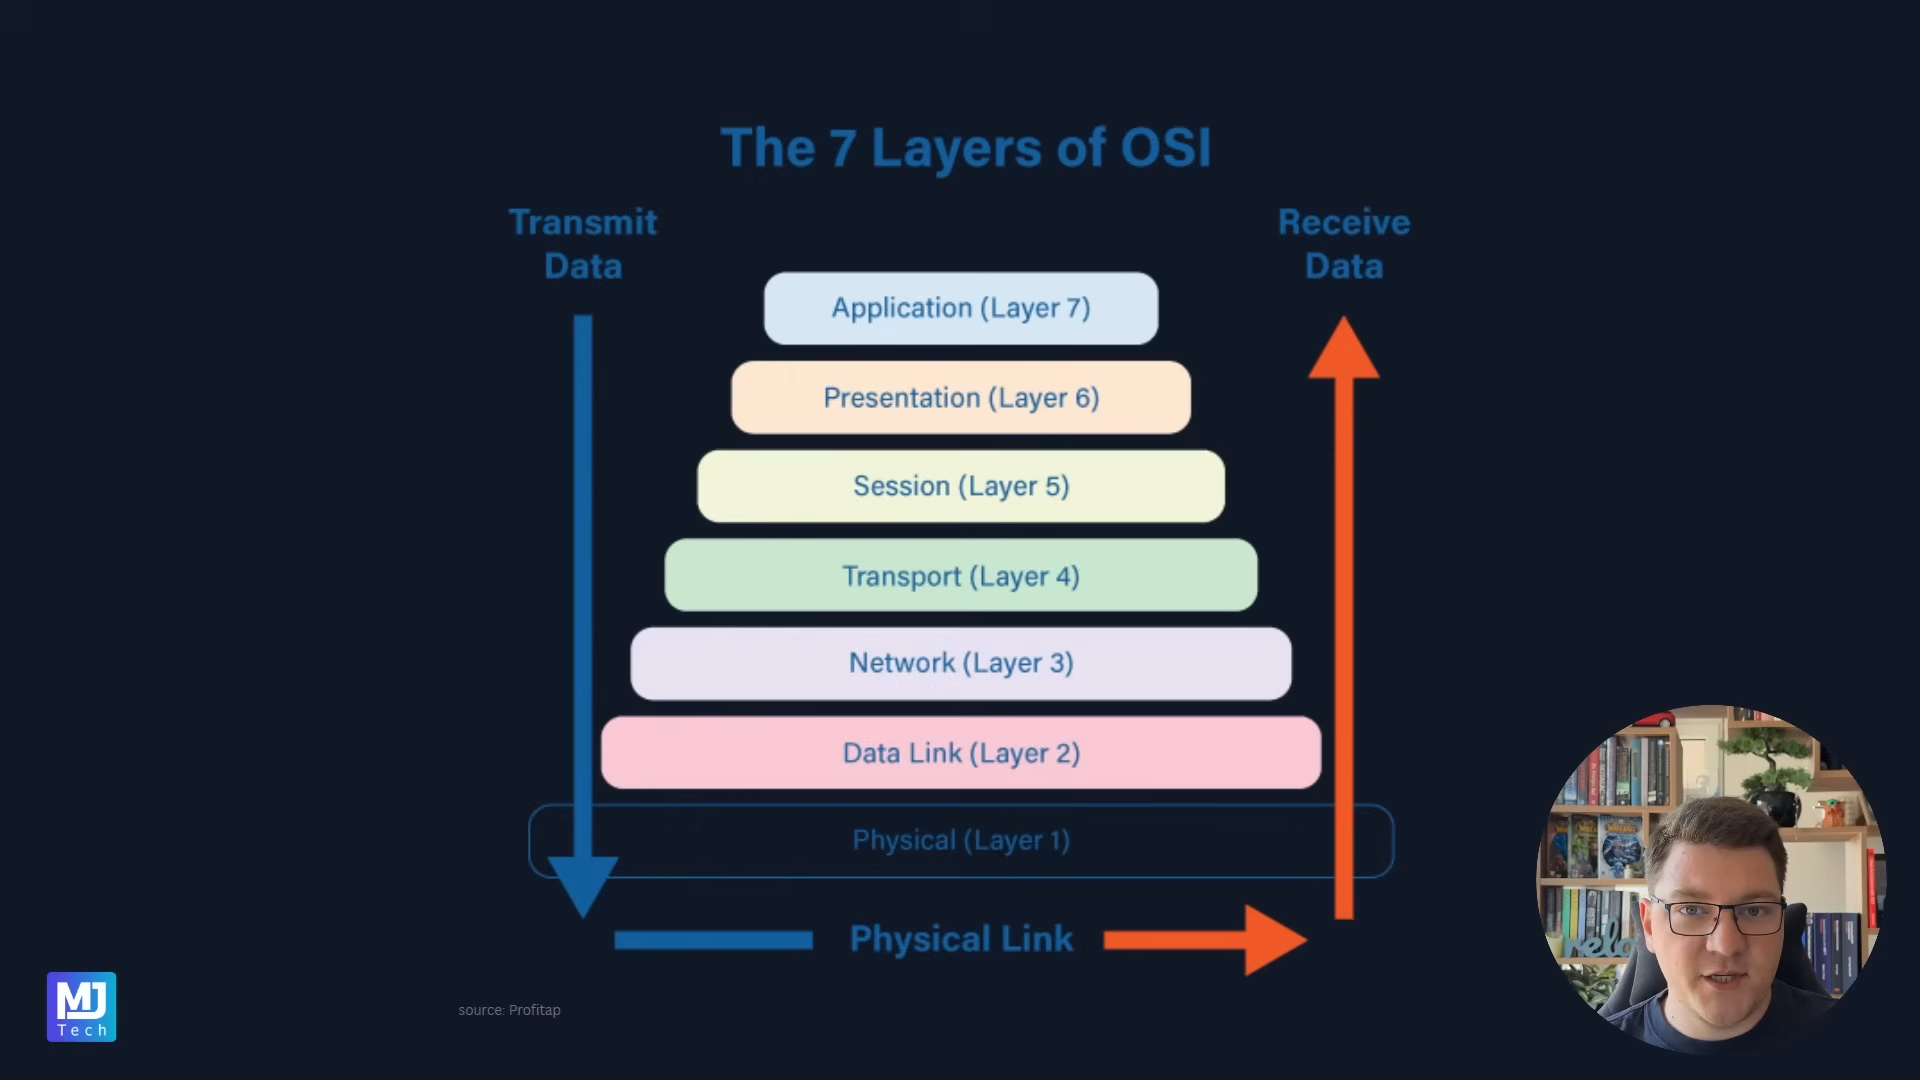 The 7 Layers of OSI
Transmit
Data
Receive
Data
Application (Layer 7)
Presentation (Layer 6)
Session (Layer 5)
Transport (Layer 4)
Network (Layer 3)
Data Link (Layer 2)
Physical (Layer 1)
Physical Link
source: Profitap
MJ
Tech